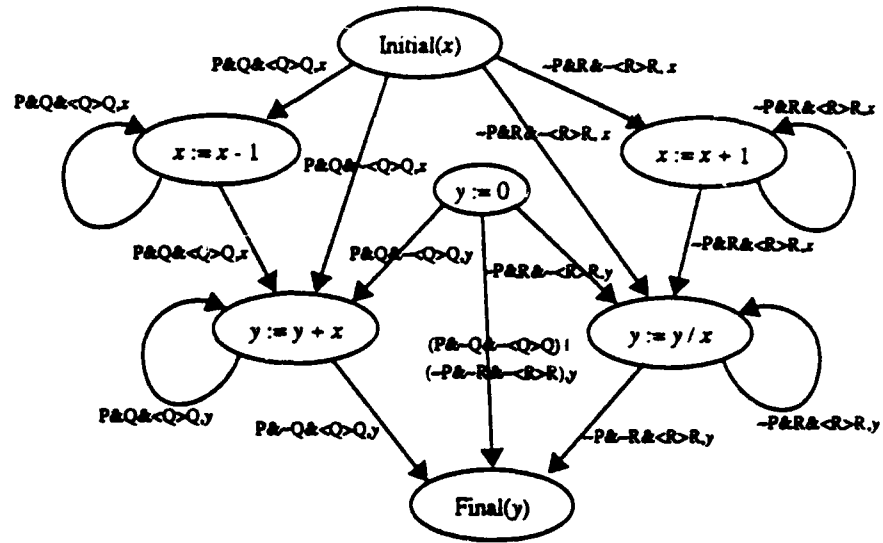 Initial(x)
P&Q&<Q>Q,x
~P&R&~<R>R, x
P&Q&<Q>Q,x
~P&R&<R>R,x
~P&R&~<R>R, x
x := x - 1
x := x + 1
P&Q&~<Q>Q,x
y := 0
P&Q&<Q>Q,x
P&Q&~<Q>Q,y
~P&R&<R>R,x
~P&R&~<R>R,y
y := y + x
y := y / x
(P&~Q&~<Q>Q) |
(~P&~R&~<R>R),y
P&Q&<Q>Q,y
P&~Q&<Q>Q,y
~P&~R&<R>R,y
~P&R&<R>R,y
Final(y)